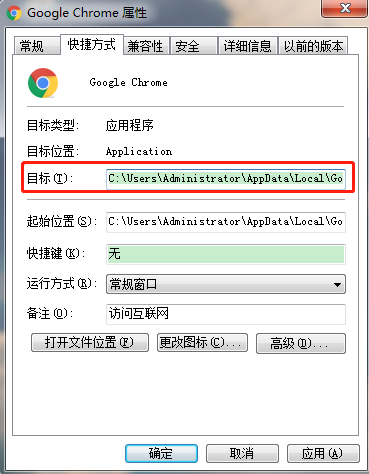 Google Chrome 属性
常规
快捷方式
兼容性
安全
详细信息
以前的版本
Google Chrome
目标类型: 应用程序
目标位置: Application
目标(T): C:\Users\Administrator\AppData\Local\Go
起始位置(S): C:\Users\Administrator\AppData\Local\Go
快捷键(K): 无
运行方式(R): 常规窗口
备注(O): 访问互联网
打开文件位置(F) 更改图标(C)... 高级(D)...
确定 取消 应用(A)